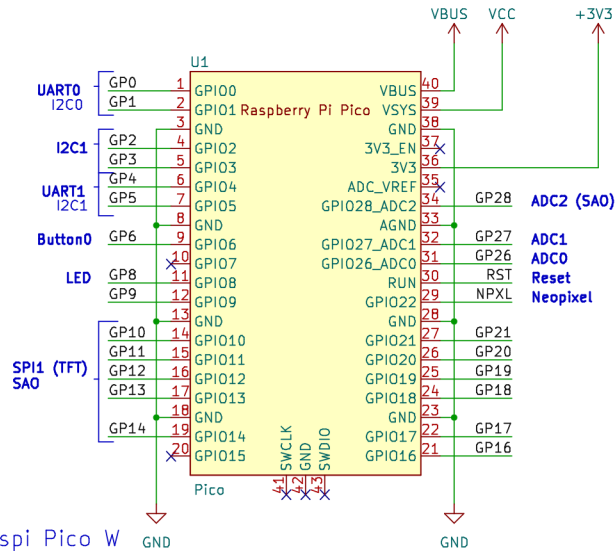 VBUS VCC +3V3
U1
Raspberry Pi Pico
UART0 GP0 1 GPIO0 VBUS 40
I2C0 GP1 2 GPIO1 VSYS 39
3 GND GND 38
I2C1 GP2 4 GPIO2 3V3_EN 37
GP3 5 GPIO3 3V3 36
UART1 GP4 6 GPIO4 ADC_VREF 35
I2C1 GP5 7 GPIO5 GPIO28_ADC2 34 GP28 ADC2 (SAO)
8 GND AGND 33
Button0 GP6 9 GPIO6 GPIO27_ADC1 32 GP27 ADC1
10 GPIO7 GPIO26_ADC0 31 GP26 ADC0
LED GP8 11 GPIO8 RUN 30 RST Reset
GP9 12 GPIO9 GPIO22 29 NPXL Neopixel
13 GND GND 28
GP10 14 GPIO10 GPIO21 27 GP21
SPI1 (TFT) GP11 15 GPIO11 GPIO20 26 GP20
SAO GP12 16 GPIO12 GPIO19 25 GP19
GP13 17 GPIO13 GPIO18 24 GP18
18 GND GND 23
GP14 19 GPIO14 GPIO17 22 GP17
20 GPIO15 GPIO16 21 GP16
SWCLK GND SWDIO
41 42 43
Pico
spi Pico W
GND GND